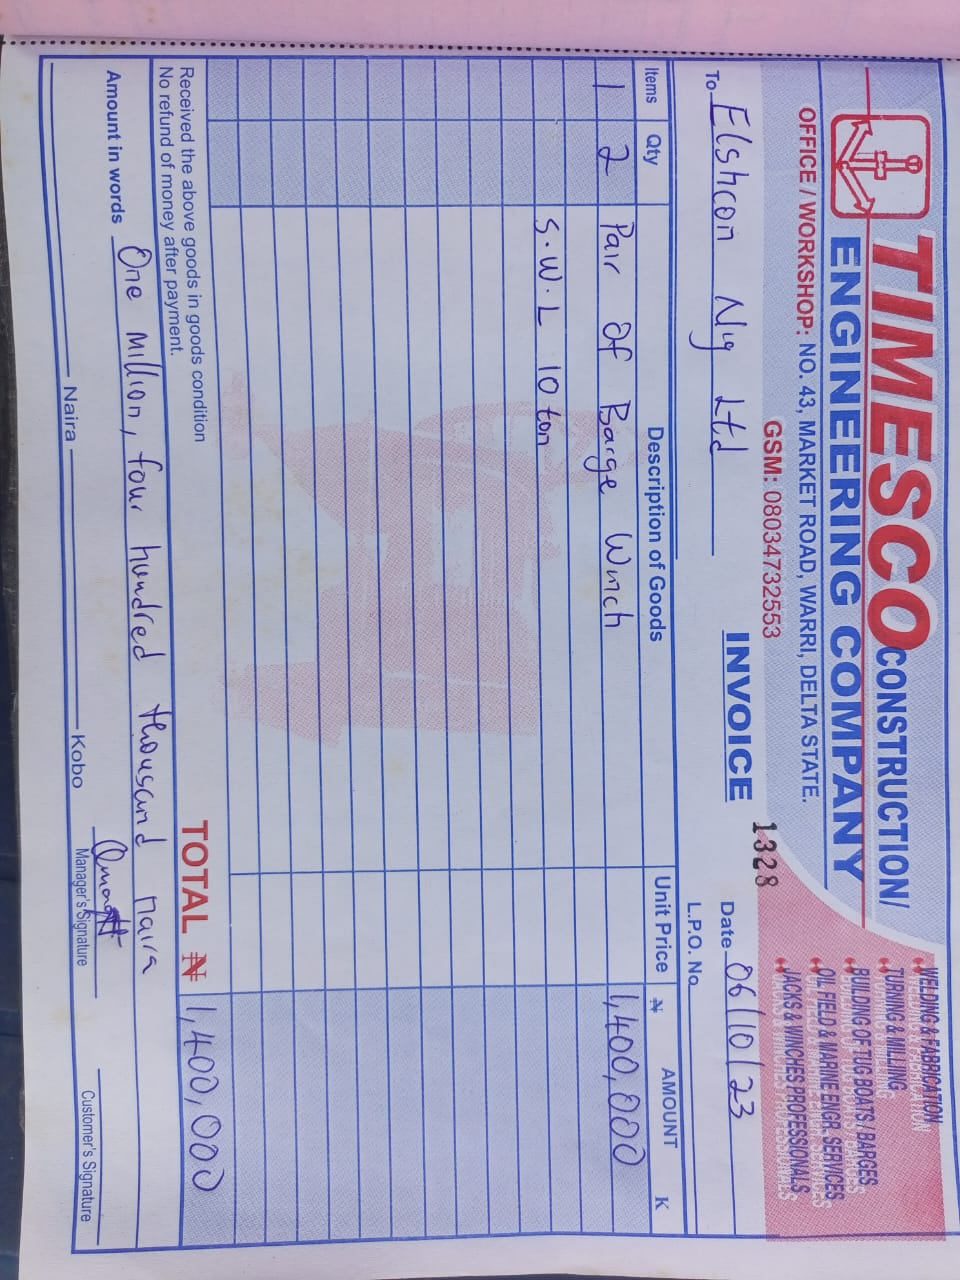 TIMESCO CONSTRUCTION/
ENGINEERING COMPANY
OFFICE / WORKSHOP: NO. 43, MARKET ROAD, WARRI, DELTA STATE.
GSM: 08034732553
WELDING & FABRICATION
TURNING & MILLING
BUILDING OF TUG BOATS / BARGES
OIL FIELD & MARINE ENGR. SERVICES
JACKS & WINCHES PROFESSIONALS
1328
INVOICE
To Elshcon Nig Ltd
Date 06/10/23
L.P.O. No
Items Qty Description of Goods Unit Price ₦ AMOUNT K
1 2 Pair of Barge Winch 1,400,000
S.W.L 10 ton
Received the above goods in goods condition
No refund of money after payment.
TOTAL ₦ 1,400,000
Amount in words One Million, four hundred thousand naira
Naira Kobo
Manager's Signature
Customer's Signature